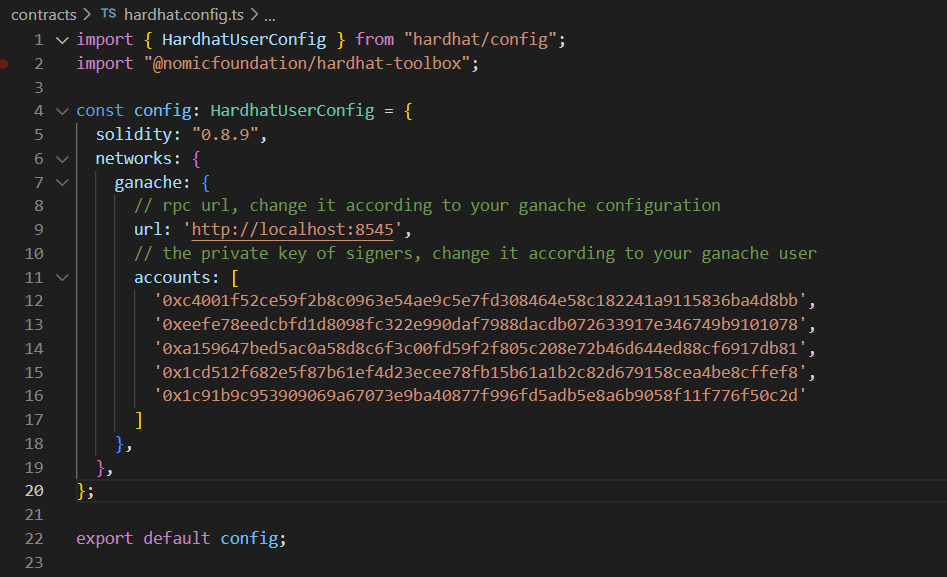 contracts > TS hardhat.config.ts > ...
1 import { HardhatUserConfig } from "hardhat/config";
2 import "@nomicfoundation/hardhat-toolbox";
3
4 const config: HardhatUserConfig = {
5 solidity: "0.8.9",
6 networks: {
7 ganache: {
8 // rpc url, change it according to your ganache configuration
9 url: 'http://localhost:8545',
10 // the private key of signers, change it according to your ganache user
11 accounts: [
12 '0xc4001f52ce59f2b8c0963e54ae9c5e7fd308464e58c182241a9115836ba4d8bb',
13 '0xeefe78eedcbfd1d8098fc322e990daf7988dacdb072633917e346749b9101078',
14 '0xa159647bed5ac0a58d8c6f3c00fd59f2f805c208e72b46d644ed88cf6917db81',
15 '0x1cd512f682e5f87b61ef4d23ecee78fb15b61a1b2c82d679158cea4be8cffef8',
16 '0x1c91b9c953909069a67073e9ba40877f996fd5adb5e8a6b9058f11f776f50c2d'
17 ]
18 },
19 },
20 };
21
22 export default config;
23